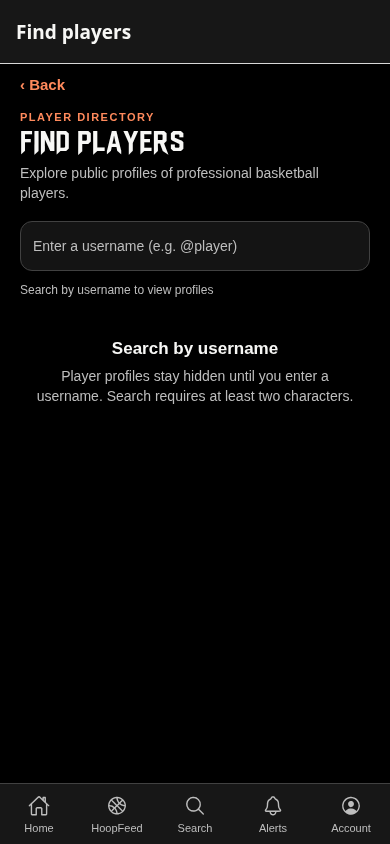 Find players
‹ Back
PLAYER DIRECTORY
FIND PLAYERS
Explore public profiles of professional basketball
players.
Enter a username (e.g. @player)
Search by username to view profiles
Search by username
Player profiles stay hidden until you enter a
username. Search requires at least two characters.
Home
HoopFeed
Search
Alerts
Account